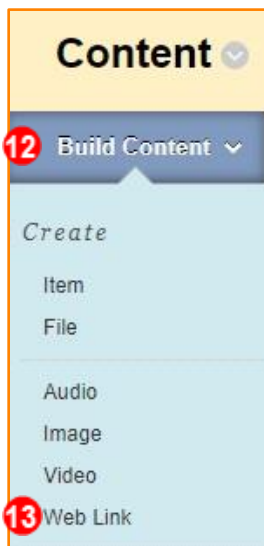 Content
12 Build Content
Create
Item
File
Audio
Image
Video
13 Web Link